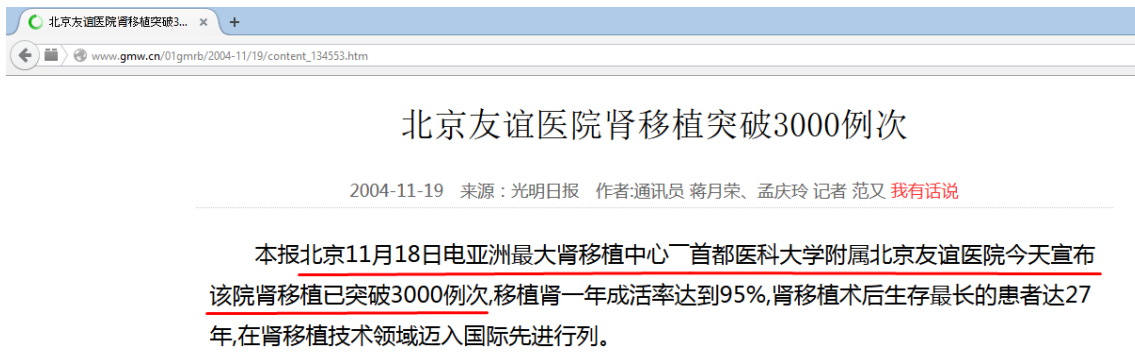 北京友谊医院肾移植突破3... × +
www.gmw.cn/01gmrb/2004-11/19/content_134553.htm
北京友谊医院肾移植突破3000例次
2004-11-19 来源：光明日报 作者:通讯员 蒋月荣、孟庆玲 记者 范又 我有话说
本报北京11月18日电亚洲最大肾移植中心￣首都医科大学附属北京友谊医院今天宣布
该院肾移植已突破3000例次,移植肾一年成活率达到95%,肾移植术后生存最长的患者达27
年,在肾移植技术领域迈入国际先进行列。